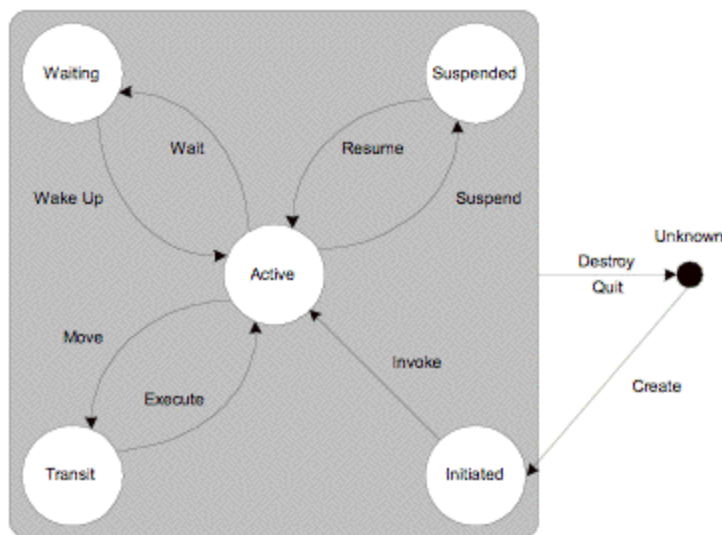 Waiting
Suspended
Wait
Resume
Wake Up
Suspend
Unknown
Destroy
Active
Quit
Move
Invoke
Create
Execute
Transit
Initiated